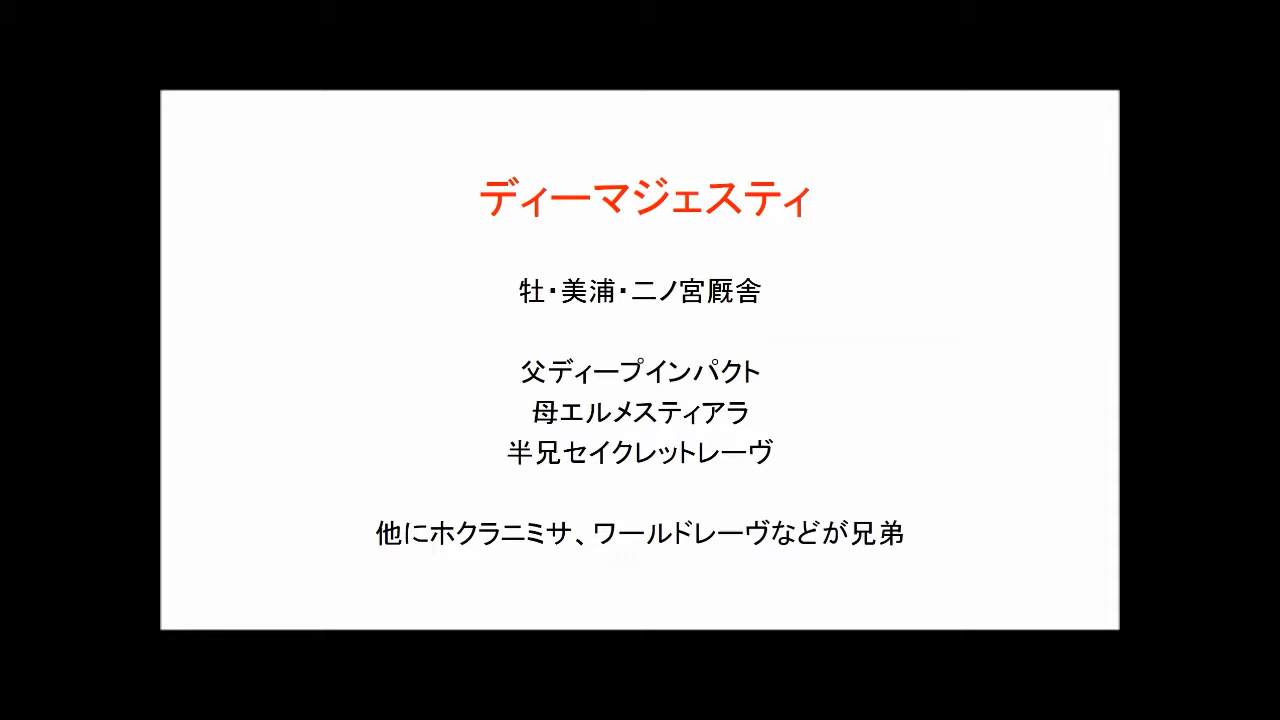 ディーマジェスティ
牡・美浦・二ノ宮厩舎
父ディープインパクト
母エルメスティアラ
半兄セイクレットレーヴ
他にホクラニミサ、ワールドレーヴなどが兄弟